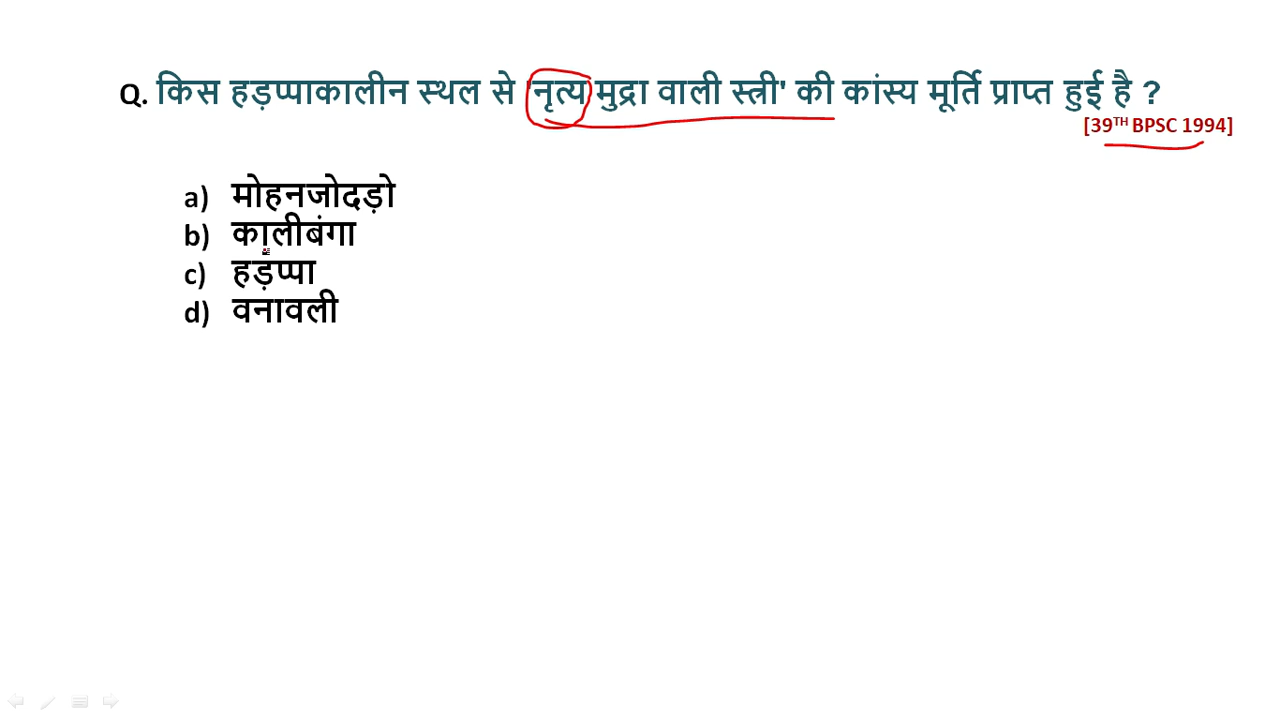 Q. किस हड़प्पाकालीन स्थल से 'नृत्य मुद्रा वाली स्त्री' की कांस्य मूर्ति प्राप्त हुई है ?
[39TH BPSC 1994]
a) मोहनजोदड़ो
b) कालीबंगा
c) हड़प्पा
d) वनावली